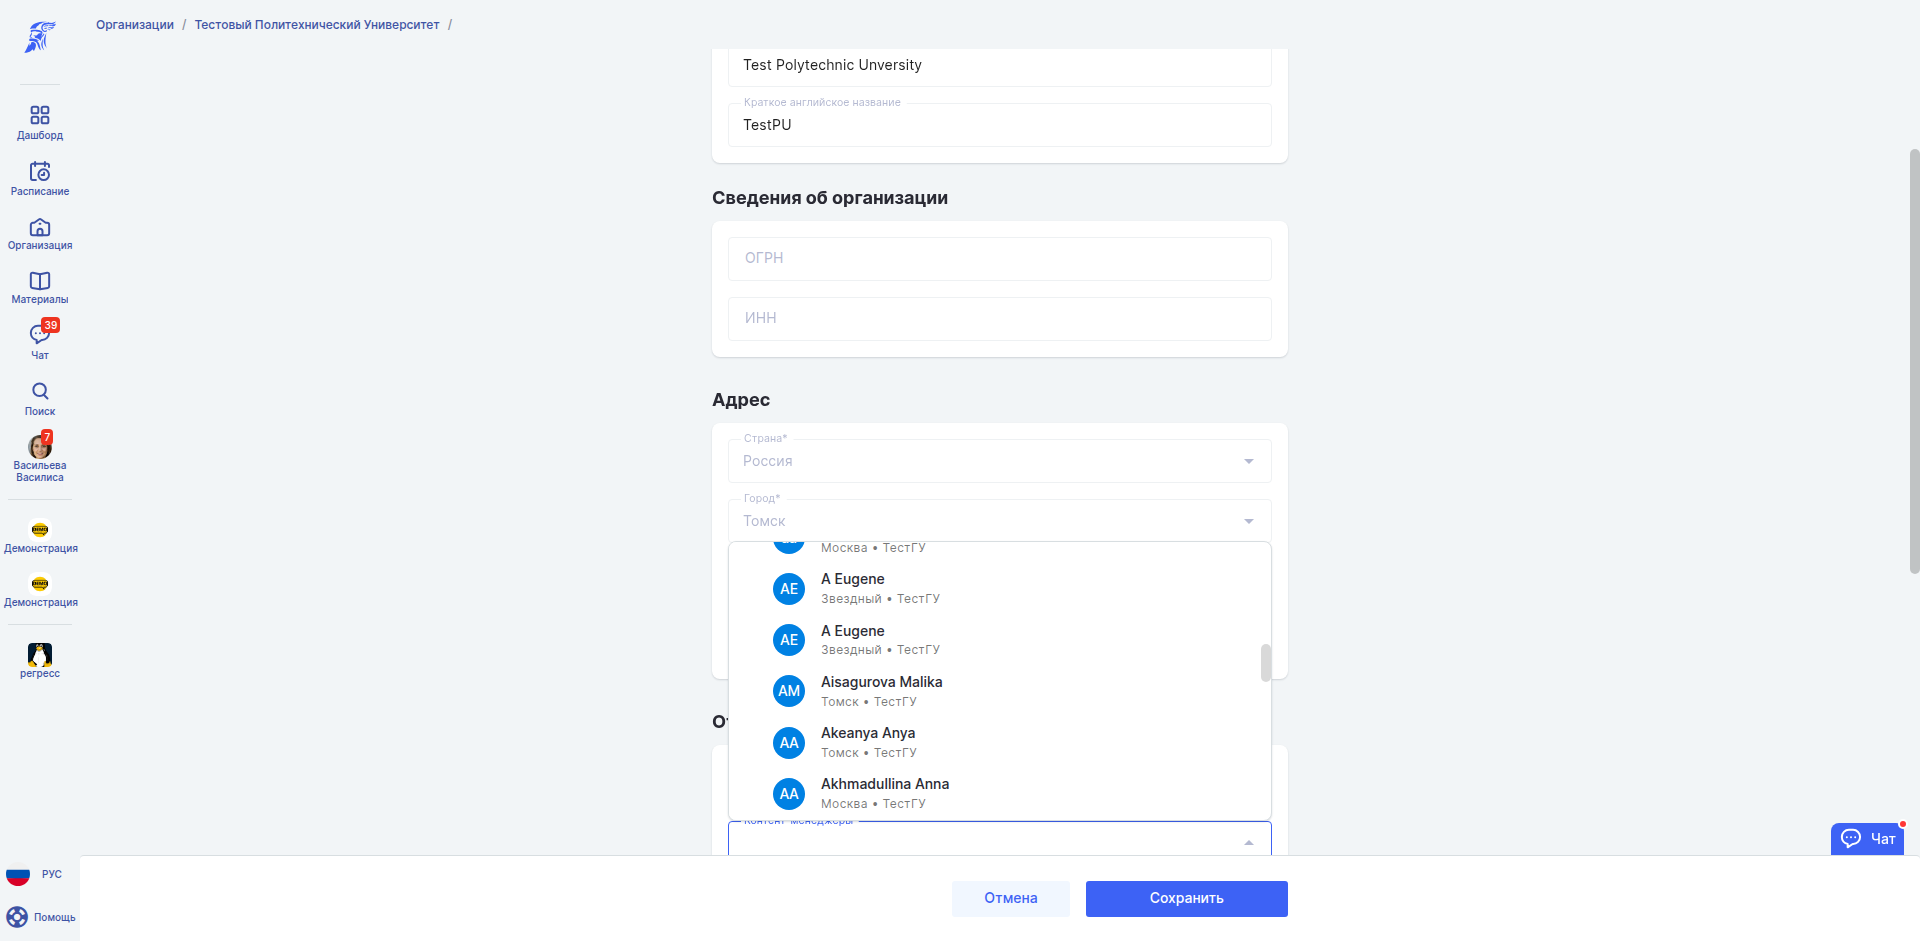 Организации / Тестовый Политехнический Университет /
Дашборд
Расписание
Организация
Материалы
39
Чат
Поиск
7
Васильева
Василиса
DEMO
Демонстрация
DEMO
Демонстрация
регресс
РУС
Помощь
Test Polytechnic Unversity
Краткое английское название
TestPU
Сведения об организации
ОГРН
ИНН
Адрес
Страна*
Россия
Город*
Томск
Москва • ТестГУ
AE
A Eugene
Звездный • ТестГУ
AE
A Eugene
Звездный • ТестГУ
AM
Aisagurova Malika
Томск • ТестГУ
AA
Akeanya Anya
Томск • ТестГУ
AA
Akhmadullina Anna
Москва • ТестГУ
Контент-менеджеры
Чат
Отмена
Сохранить